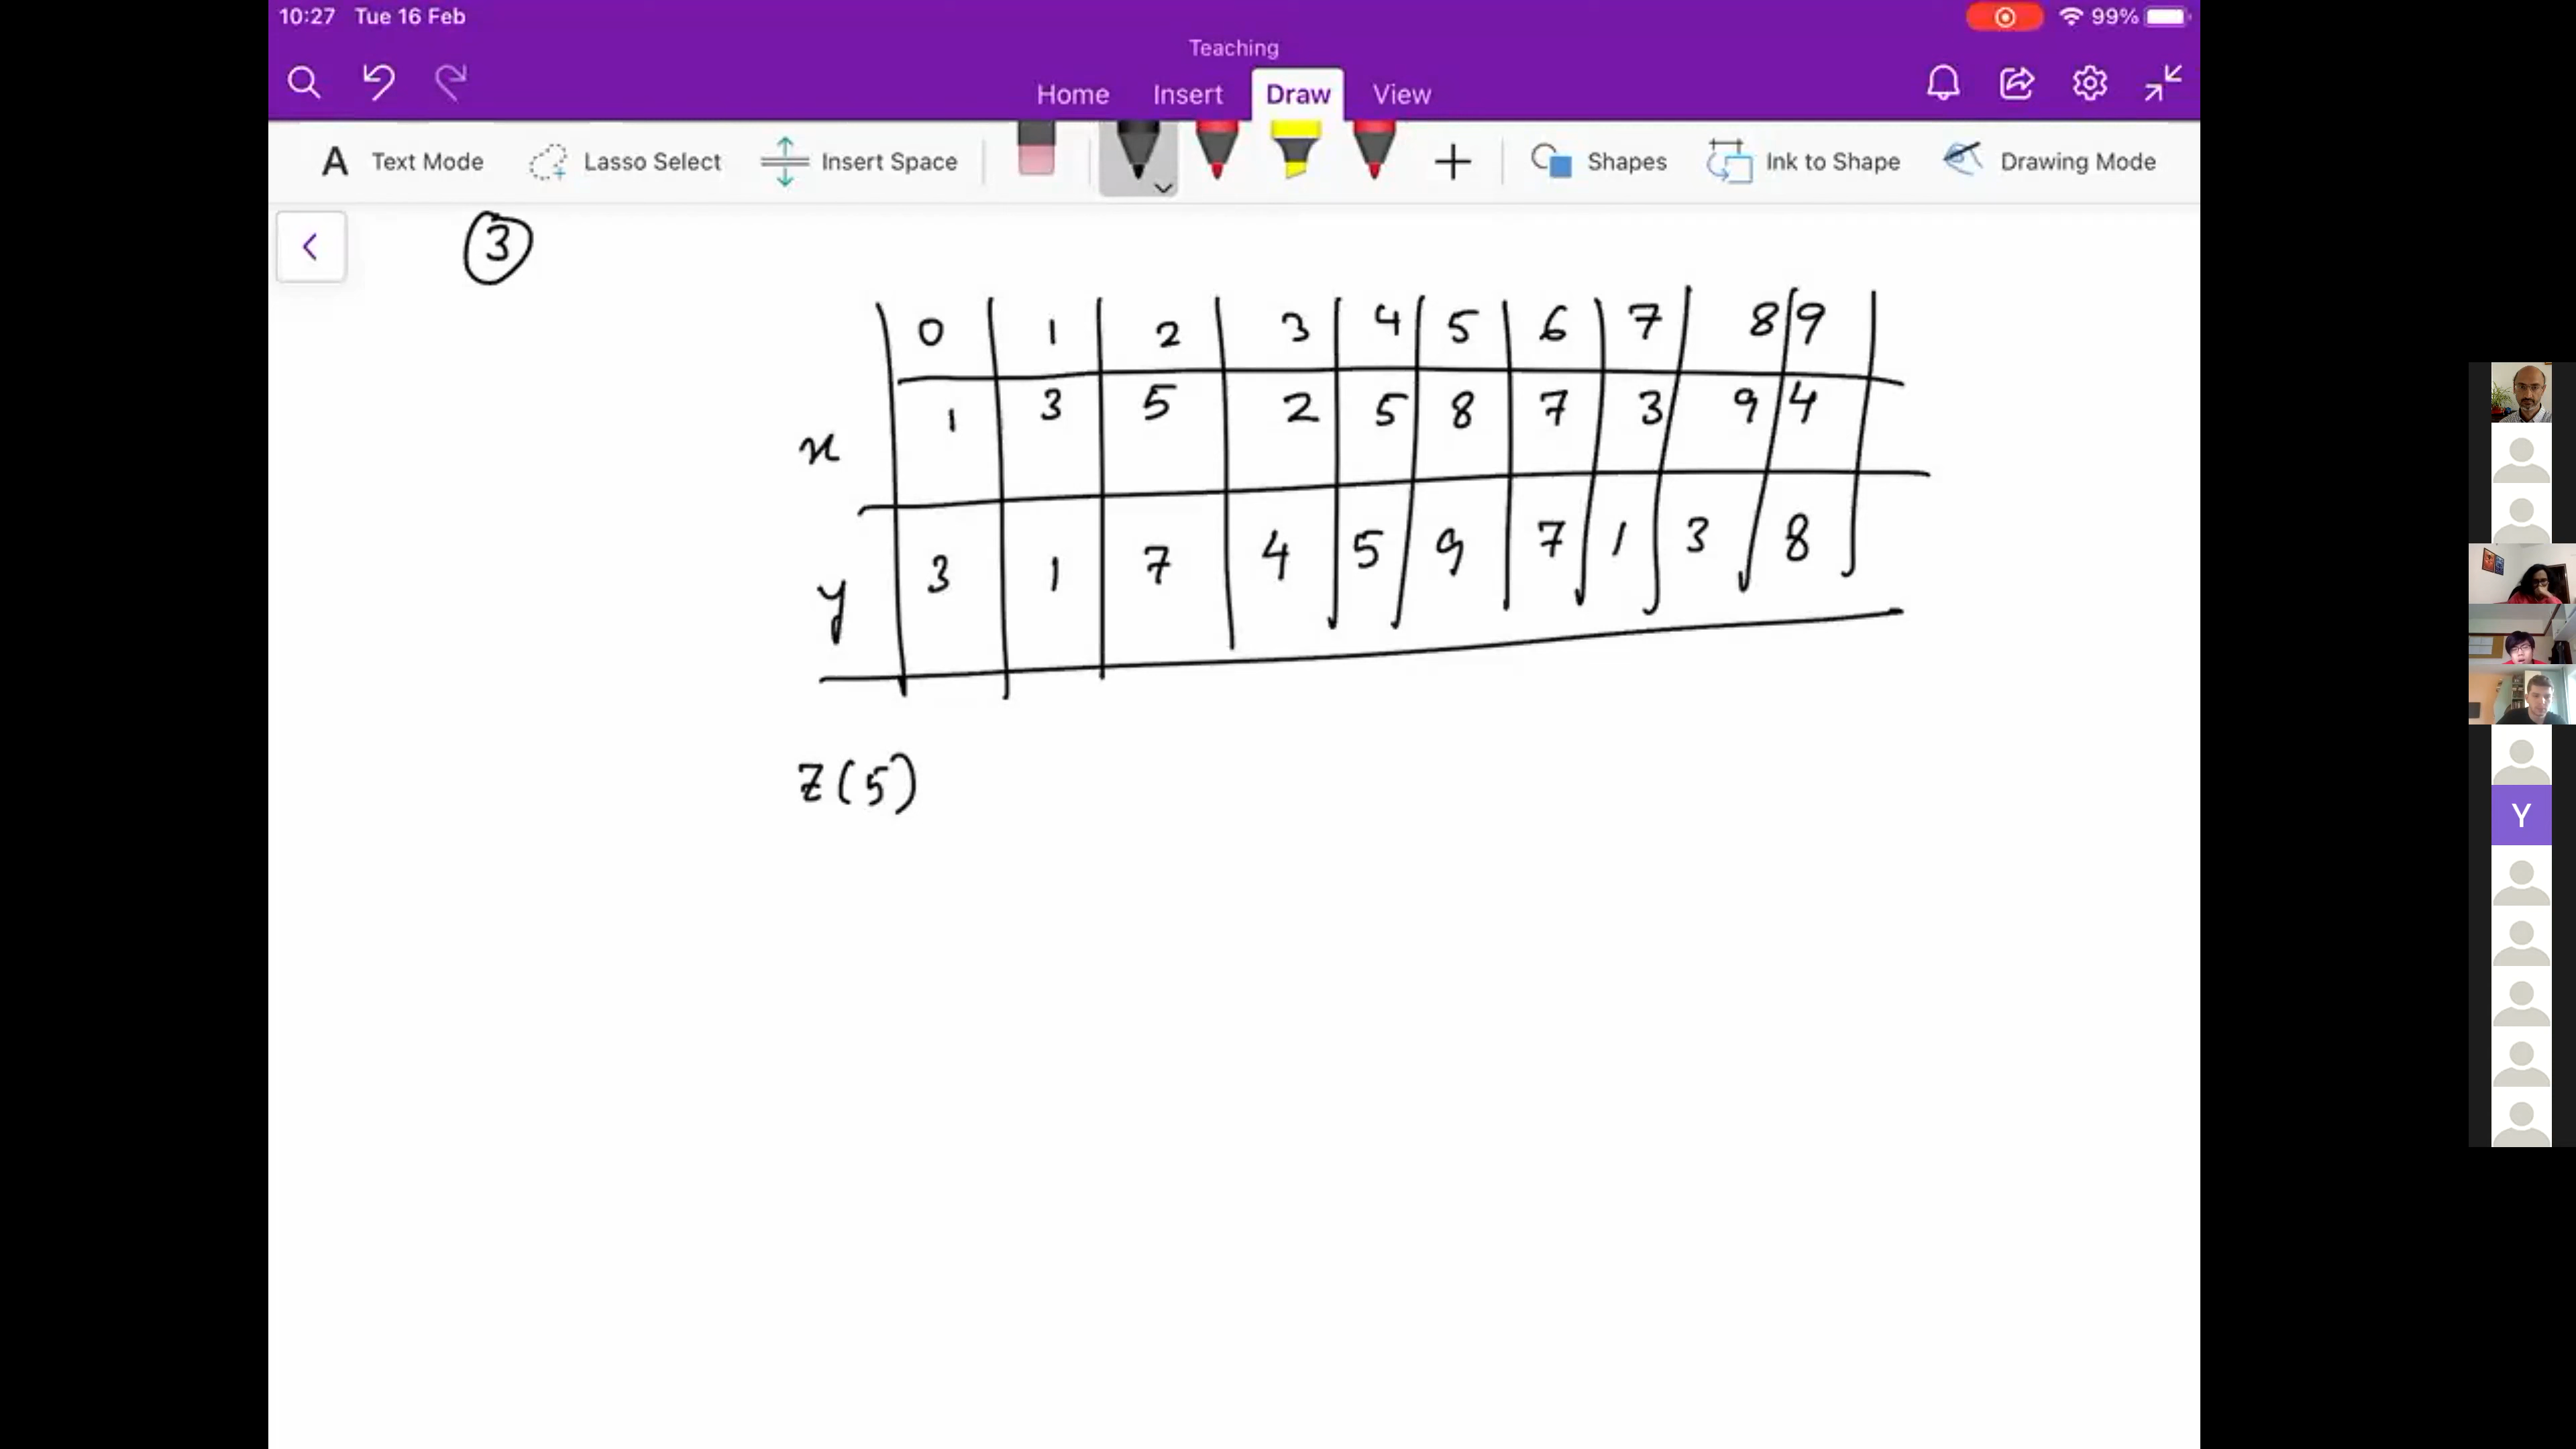 10:27 Tue 16 Feb
99%
Teaching
Home Insert Draw View
A Text Mode Lasso Select Insert Space + Shapes Ink to Shape Drawing Mode
3
0 1 2 3 4 5 6 7 8 9
x 1 3 5 2 5 8 7 3 9 4
y 3 1 7 4 5 9 7 1 3 8
Z(5)
Y